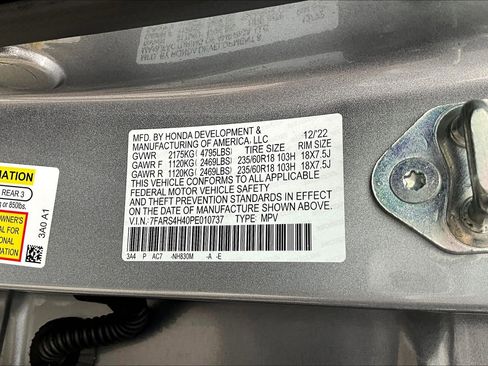 MFD. BY HONDA DEVELOPMENT & 12/'22
MANUFACTURING OF AMERICA, LLC
GVWR 2175KG( 4795LBS) TIRE SIZE RIM SIZE
GAWR F 1120KG( 2469LBS) 235/60R18 103H 18X7.5J
GAWR R 1120KG( 2469LBS) 235/60R18 103H 18X7.5J
THIS VEHICLE CONFORMS TO ALL APPLICABLE
FEDERAL MOTOR VEHICLE SAFETY
AND THEFT PREVENTION STANDARDS IN EFFECT
ON THE DATE OF MANUFACTURE SHOWN ABOVE.
V.I.N.: 7FARS4H40PE010737 TYPE: MPV
3A4 P AC7 -NH830M -A -E
REAR 3
or 850lbs.
3A0 A1